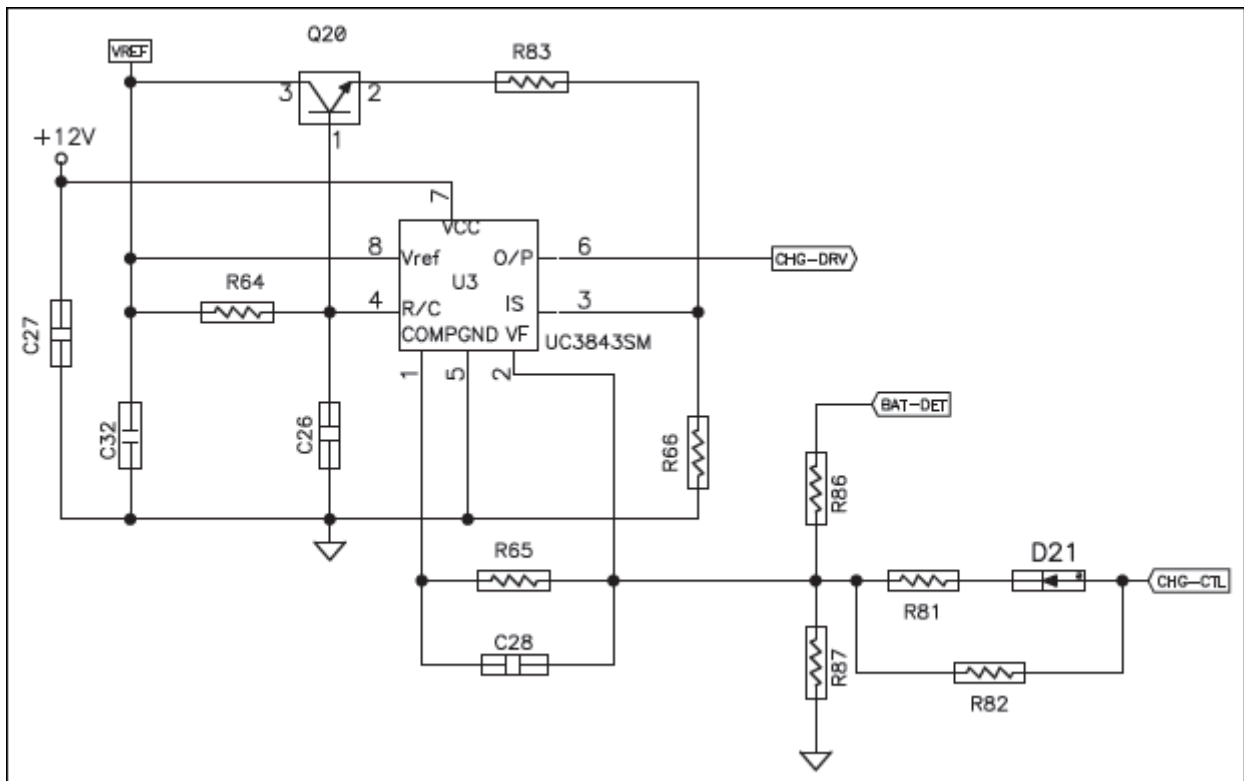 Q20
VREF
R83
3
2
1
+12V
7
VCC
8
Vref
O/P
6
CHG-DRV
R64
U3
4
R/C
IS
3
COMPGND VF
UC3843SM
C27
1
5
2
BAT-DET
C32
C26
R66
R86
R65
D21
CHG-CTL
R81
C28
R87
R82